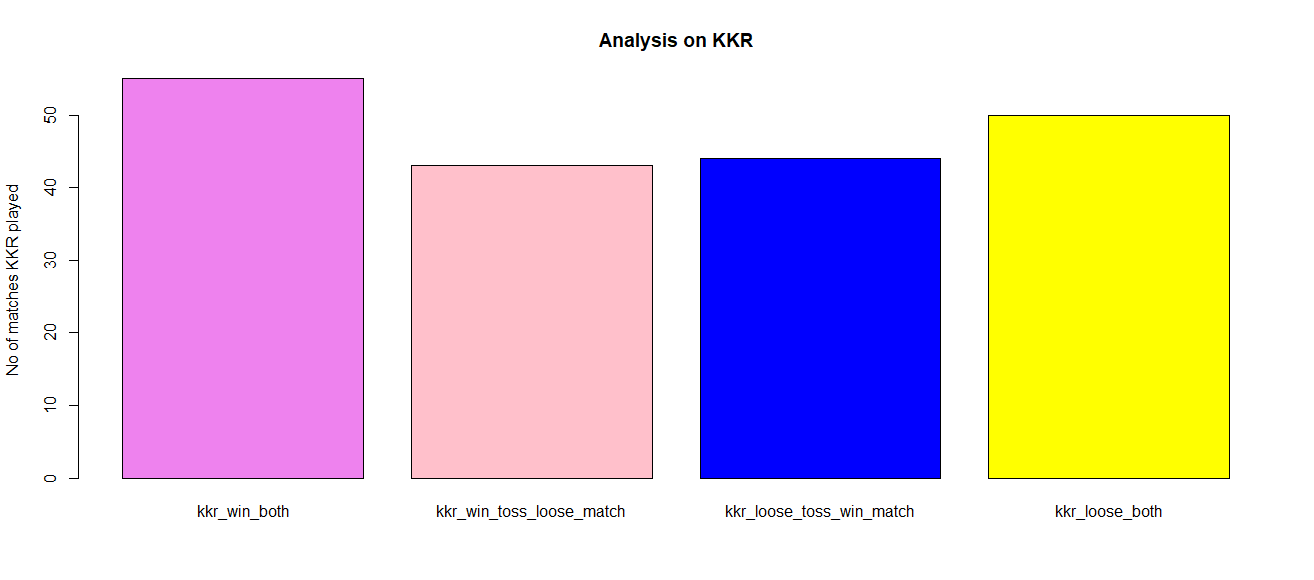 Analysis on KKR
No of matches KKR played
50
40
30
20
10
0
kkr_win_both
kkr_win_toss_loose_match
kkr_loose_toss_win_match
kkr_loose_both